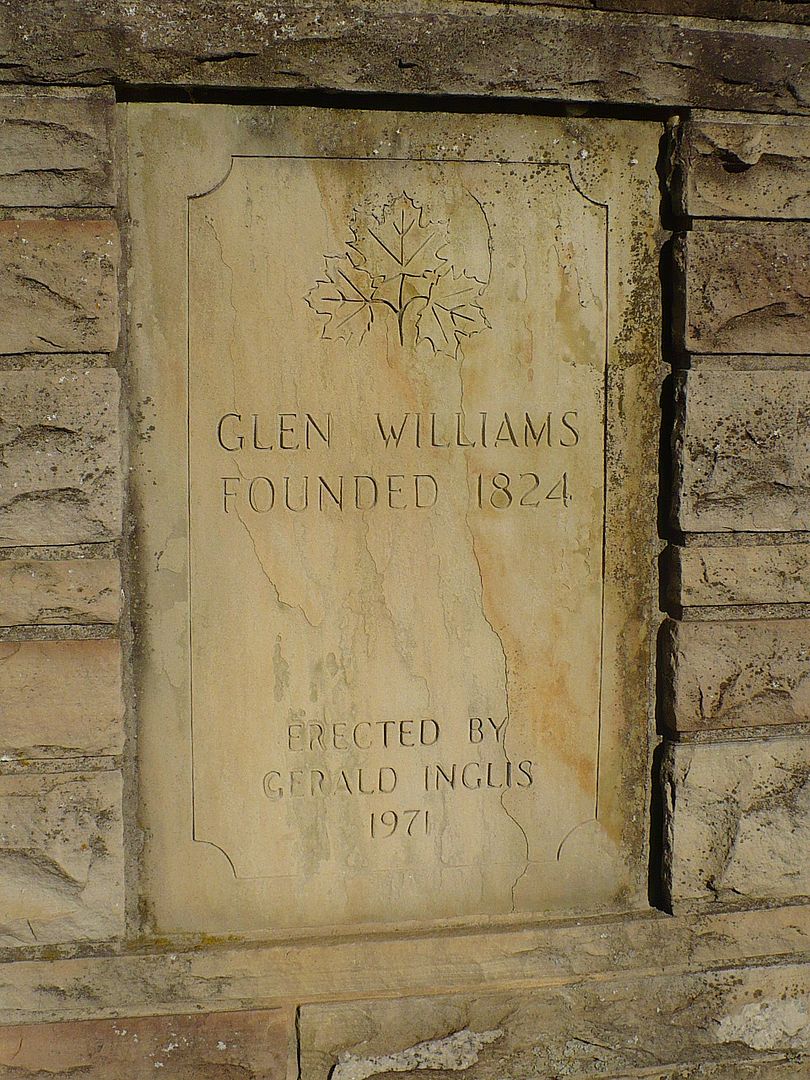 GLEN WILLIAMS
FOUNDED 1824
ERECTED BY
GERALD INGLIS
1971